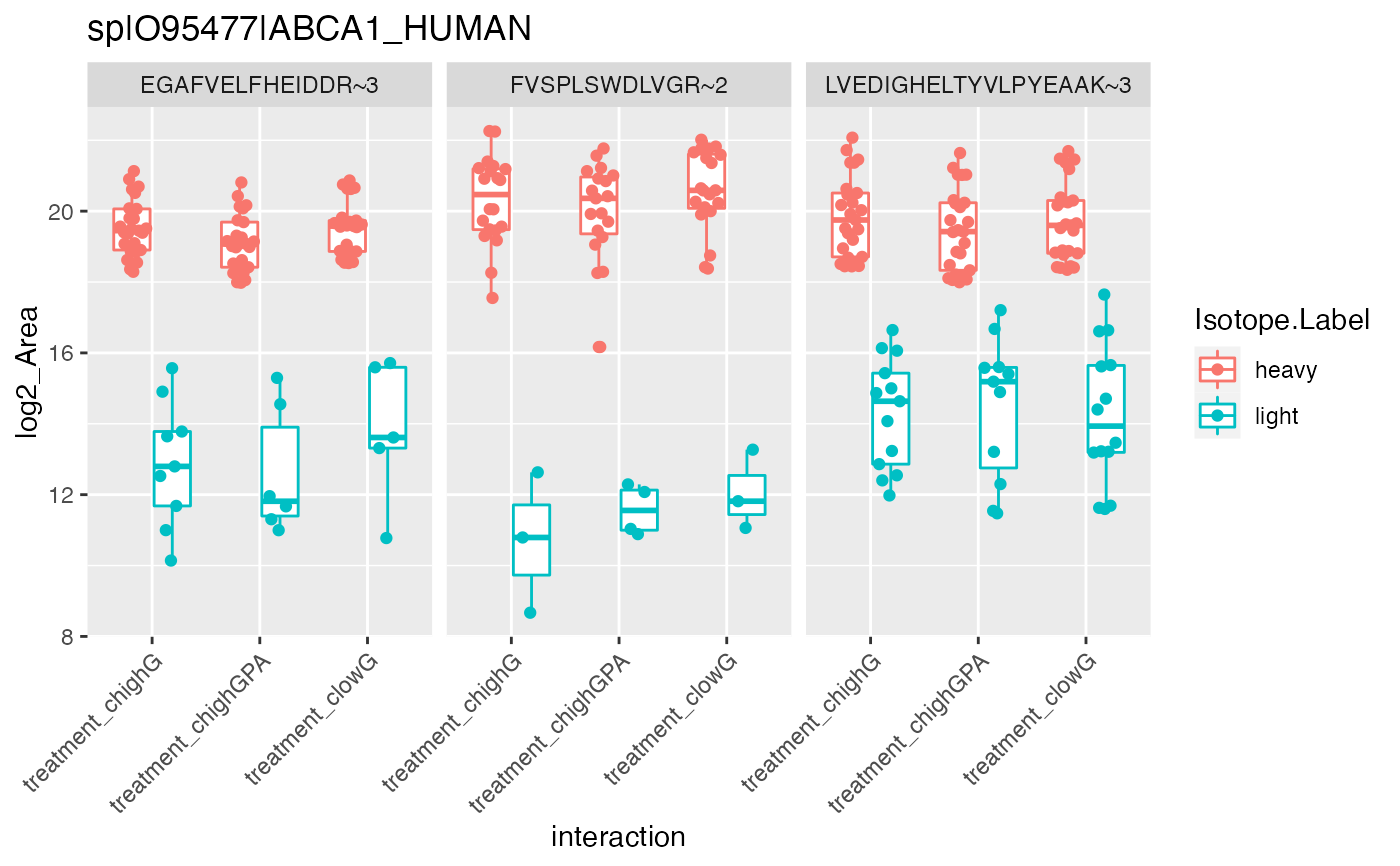 sp|O95477|ABCA1_HUMAN
EGAFVELFHEIDDR~3
FVSPLSWDLVGR~2
LVEDIGHELTYVLPYEAAK~3
log2_Area
20
16
12
8
treatment_chighG
treatment_chighGPA
treatment_clowG
treatment_chighG
treatment_chighGPA
treatment_clowG
treatment_chighG
treatment_chighGPA
treatment_clowG
interaction
Isotope.Label
heavy
light